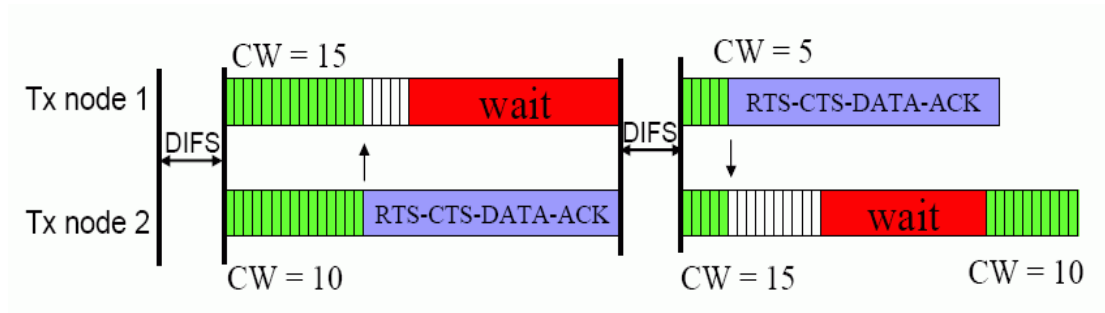 CW = 15
CW = 5
Tx node 1
wait
RTS-CTS-DATA-ACK
DIFS
DIFS
Tx node 2
RTS-CTS-DATA-ACK
wait
CW = 10
CW = 15
CW = 10